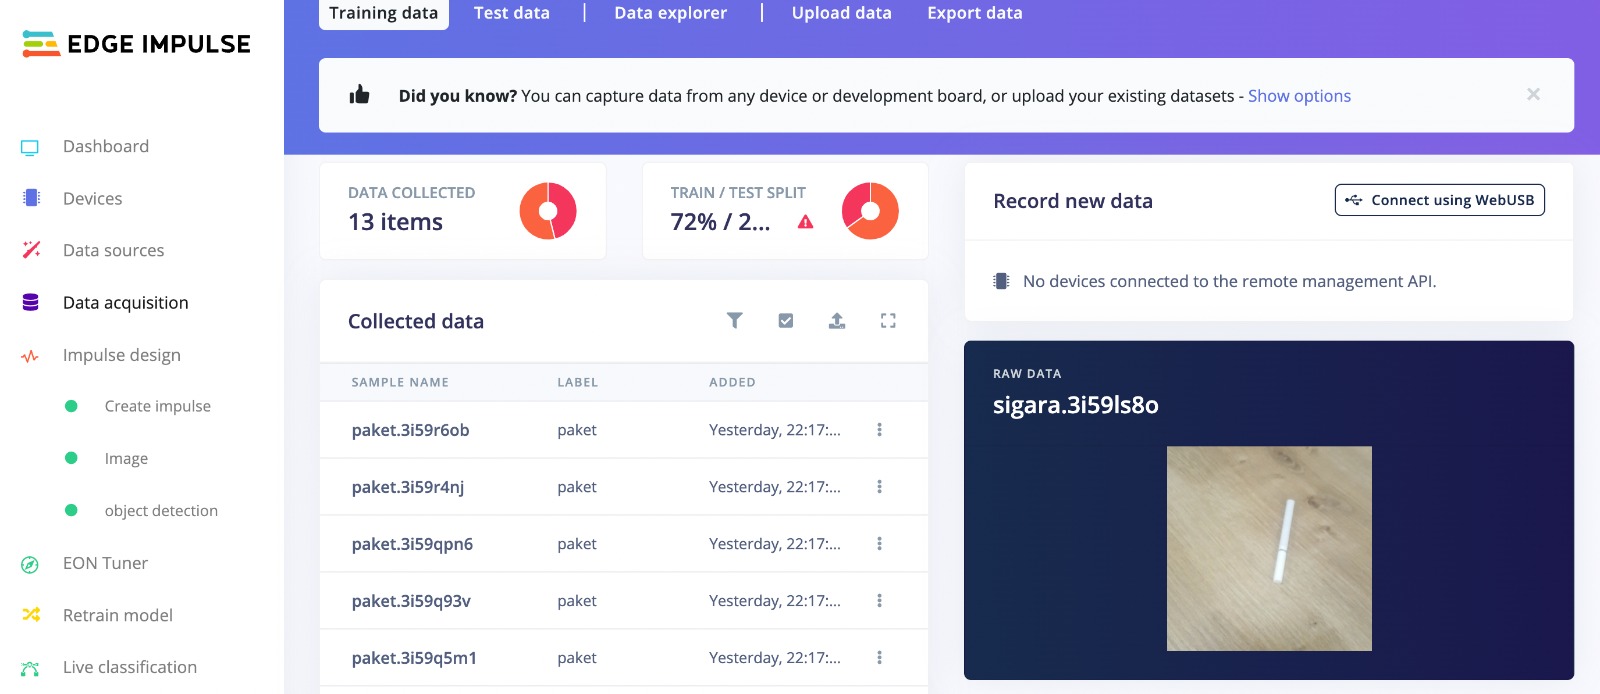 EDGE IMPULSE
Training data
Test data
Data explorer
Upload data
Export data
Did you know? You can capture data from any device or development board, or upload your existing datasets - Show options
Dashboard
Devices
Data sources
Data acquisition
Impulse design
Create impulse
Image
object detection
EON Tuner
Retrain model
Live classification
DATA COLLECTED
13 items
TRAIN / TEST SPLIT
72% / 2...
Collected data
SAMPLE NAME LABEL ADDED
paket.3i59r6ob paket Yesterday, 22:17:...
paket.3i59r4nj paket Yesterday, 22:17:...
paket.3i59qpn6 paket Yesterday, 22:17:...
paket.3i59q93v paket Yesterday, 22:17:...
paket.3i59q5m1 paket Yesterday, 22:17:...
Record new data
Connect using WebUSB
No devices connected to the remote management API.
RAW DATA
sigara.3i59ls8o